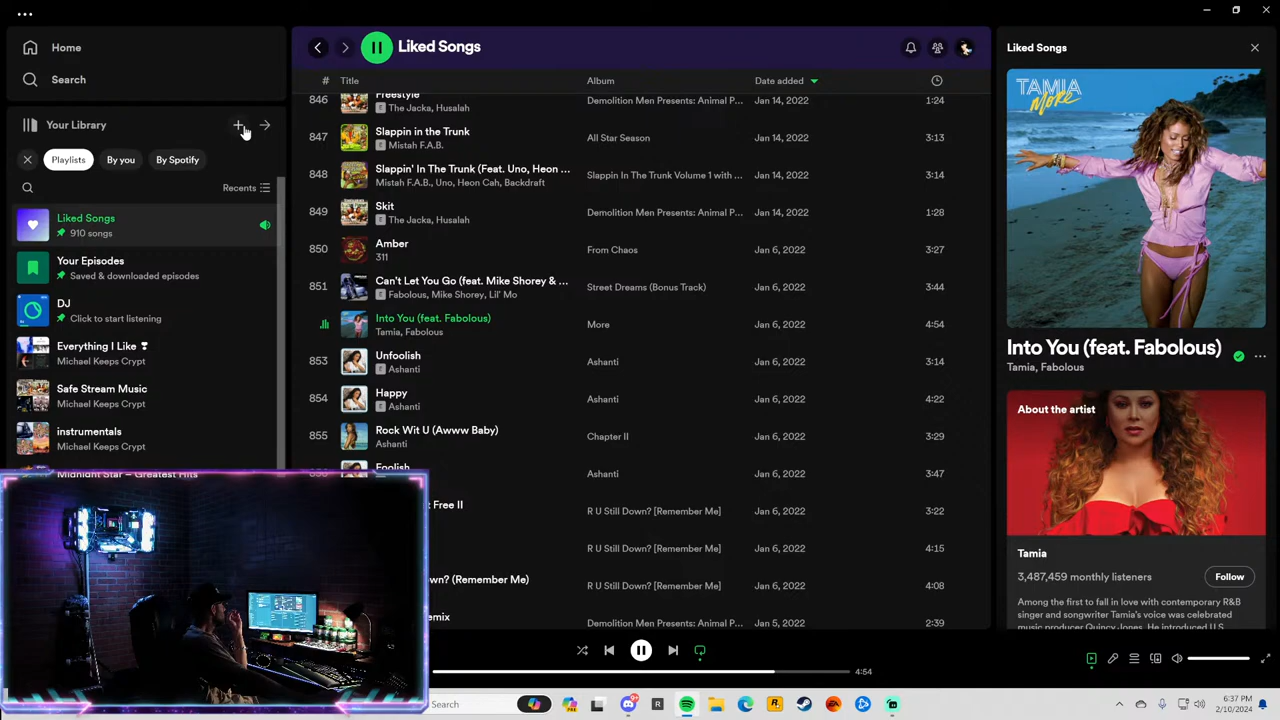 Home
Search
Your Library
Playlists
By you
By Spotify
Recents
Liked Songs
910 songs
Your Episodes
Saved & downloaded episodes
DJ
Click to start listening
Everything I Like ❣
Michael Keeps Crypt
Safe Stream Music
Michael Keeps Crypt
instrumentals
Michael Keeps Crypt
Midnight Star – Greatest Hits
Liked Songs
# Title Album Date added
846 Freestyle Demolition Men Presents: Animal P... Jan 14, 2022 1:24
E The Jacka, Husalah
847 Slappin in the Trunk All Star Season Jan 14, 2022 3:13
E Mistah F.A.B.
848 Slappin' In The Trunk (Feat. Uno, Heon ... Slappin In The Trunk Volume 1 with ... Jan 14, 2022 3:14
Mistah F.A.B, Uno, Heon Cah, Backdraft
849 Skit Demolition Men Presents: Animal P... Jan 14, 2022 1:28
E The Jacka, Husalah
850 Amber From Chaos Jan 6, 2022 3:27
311
851 Can't Let You Go (feat. Mike Shorey & ... Street Dreams (Bonus Track) Jan 6, 2022 3:44
E Fabolous, Mike Shorey, Lil' Mo
Into You (feat. Fabolous) More Jan 6, 2022 4:54
Tamia, Fabolous
853 Unfoolish Ashanti Jan 6, 2022 3:14
E Ashanti
854 Happy Ashanti Jan 6, 2022 4:22
E Ashanti
855 Rock Wit U (Awww Baby) Chapter II Jan 6, 2022 3:29
Ashanti
Foolish Ashanti Jan 6, 2022 3:47
Free II R U Still Down? [Remember Me] Jan 6, 2022 3:22
R U Still Down? [Remember Me] Jan 6, 2022 4:15
own? (Remember Me) R U Still Down? [Remember Me] Jan 6, 2022 4:08
emix Demolition Men Presents: Animal P... Jan 5, 2022 2:39
Liked Songs
TAMIA
More
Into You (feat. Fabolous)
Tamia, Fabolous
About the artist
Tamia
3,487,459 monthly listeners
Follow
Among the first to fall in love with contemporary R&B
singer and songwriter Tamia's voice was celebrated
music producer Quincy Jones. He introduced U.S.
4:54
Search
6:37 PM
2/10/2024